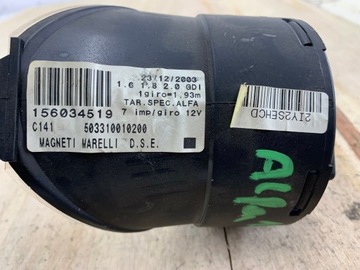 23/12/2003
1.6 1.8 2.0 GDI
1giro=1.93m
TAR.SPEC.ALFA
156034519 7 imp/giro 12V
C141 503310010200
MAGNETI MARELLI D.S.E.
2IY2SEHCD
Alfa